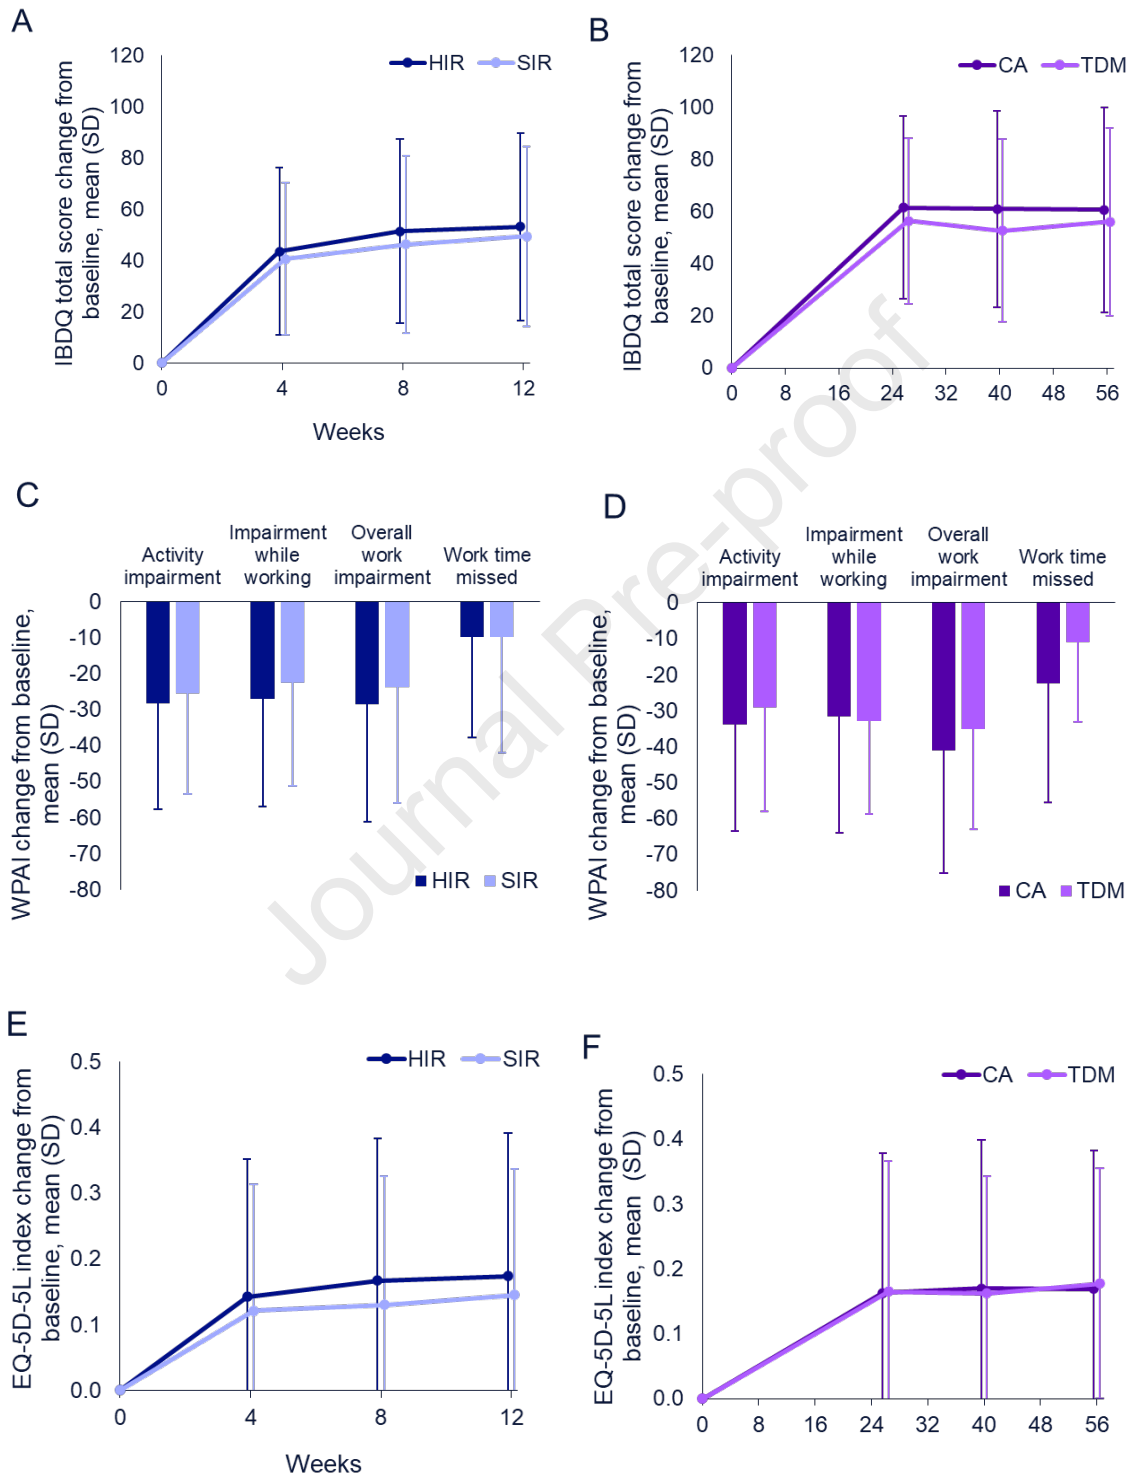 A
IBDQ total score change from
baseline, mean (SD)
HIR SIR
120
100
80
60
40
20
0
0 4 8 12
Weeks
B
IBDQ total score change from
baseline, mean (SD)
CA TDM
120
100
80
60
40
20
0
0 8 16 24 32 40 48 56
C
WPAI change from baseline,
mean (SD)
Activity
impairment
Impairment
while
working
Overall
work
impairment
Work time
missed
0
-10
-20
-30
-40
-50
-60
-70
-80
HIR SIR
D
WPAI change from baseline,
mean (SD)
Activity
impairment
Impairment
while
working
Overall
work
impairment
Work time
missed
0
-10
-20
-30
-40
-50
-60
-70
-80
CA TDM
E
EQ-5D-5L index change from
baseline, mean (SD)
HIR SIR
0.5
0.4
0.3
0.2
0.1
0.0
0 4 8 12
Weeks
F
EQ-5D-5L index change from
baseline, mean (SD)
CA TDM
0.5
0.4
0.3
0.2
0.1
0.0
0 8 16 24 32 40 48 56
Journal Pre-proof